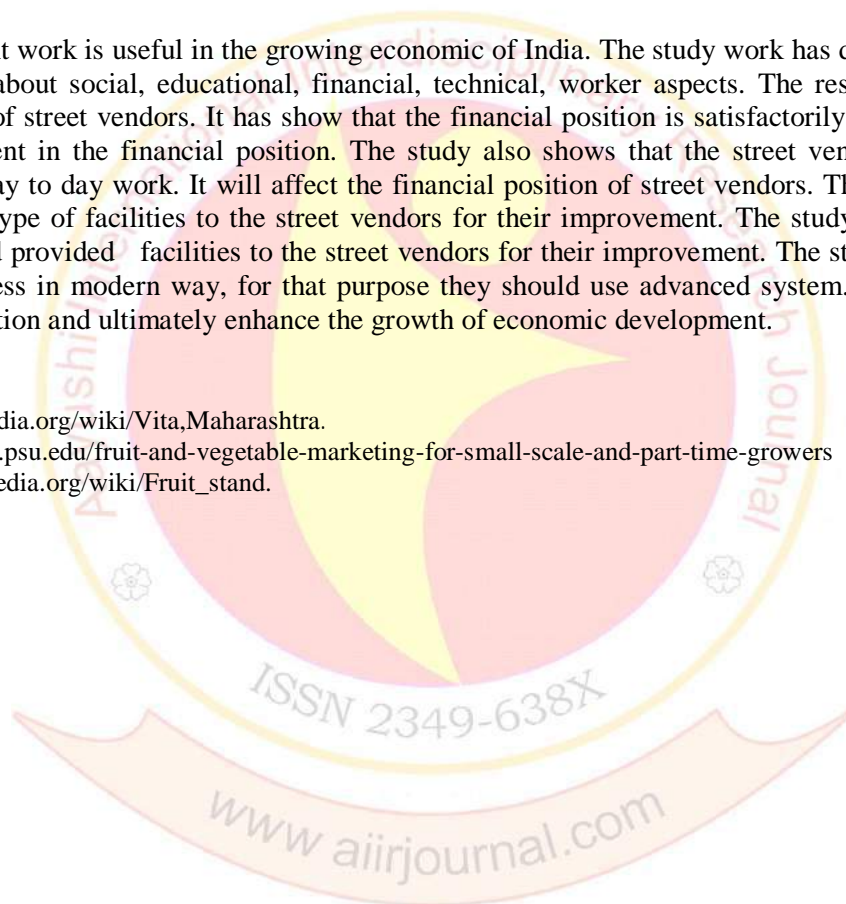 t work is useful in the growing economic of India. The study work has c
about social, educational, financial, technical, worker aspects. The res
of street vendors. It has show that the financial position is satisfactorily
ent in the financial position. The study also shows that the street ven
ay to day work. It will affect the financial position of street vendors. Th
ype of facilities to the street vendors for their improvement. The study
l provided facilities to the street vendors for their improvement. The st
ess in modern way, for that purpose they should use advanced system.
tion and ultimately enhance the growth of economic development.
dia.org/wiki/Vita,Maharashtra.
.psu.edu/fruit-and-vegetable-marketing-for-small-scale-and-part-time-growers
edia.org/wiki/Fruit_stand.
Aayushi International Interdisciplinary Research Journal
ISSN 2349-638X
www aiirjournal.com